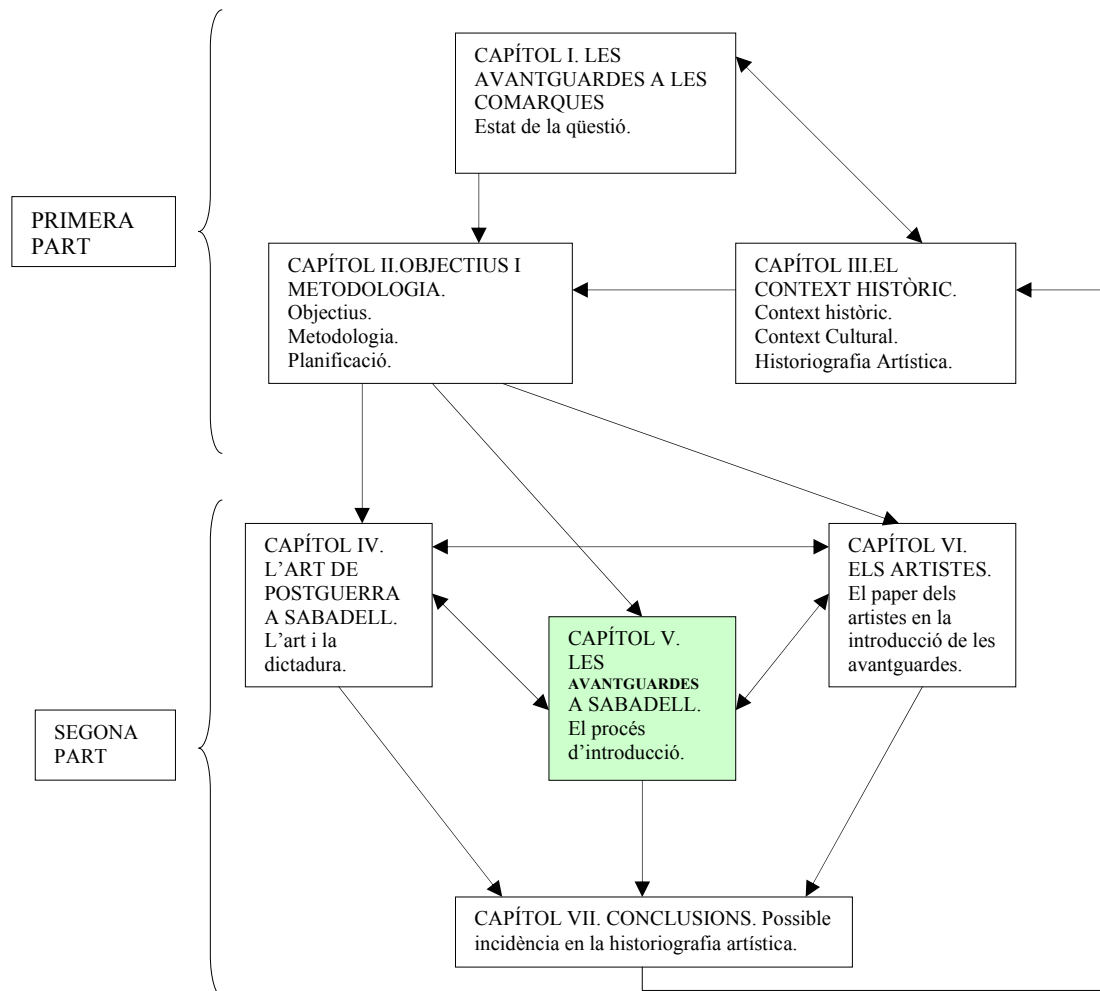 CAPÍTOL I. LES
AVANTGUARDES A LES
COMARQUES
Estat de la qüestió.
PRIMERA
PART
CAPÍTOL II.OBJECTIUS I
METODOLOGIA.
Objectius.
Metodologia.
Planificació.
CAPÍTOL III.EL
CONTEXT HISTÒRIC.
Context històric.
Context Cultural.
Historiografia Artística.
CAPÍTOL IV.
L’ART DE
POSTGUERRA
A SABADELL.
L’art i la
dictadura.
CAPÍTOL V.
LES
AVANTGUARDES
A SABADELL.
El procés
d’introducció.
CAPÍTOL VI.
ELS ARTISTES.
El paper dels
artistes en la
introducció de les
avantguardes.
SEGONA
PART
CAPÍTOL VII. CONCLUSIONS. Possible
incidència en la historiografia artística.